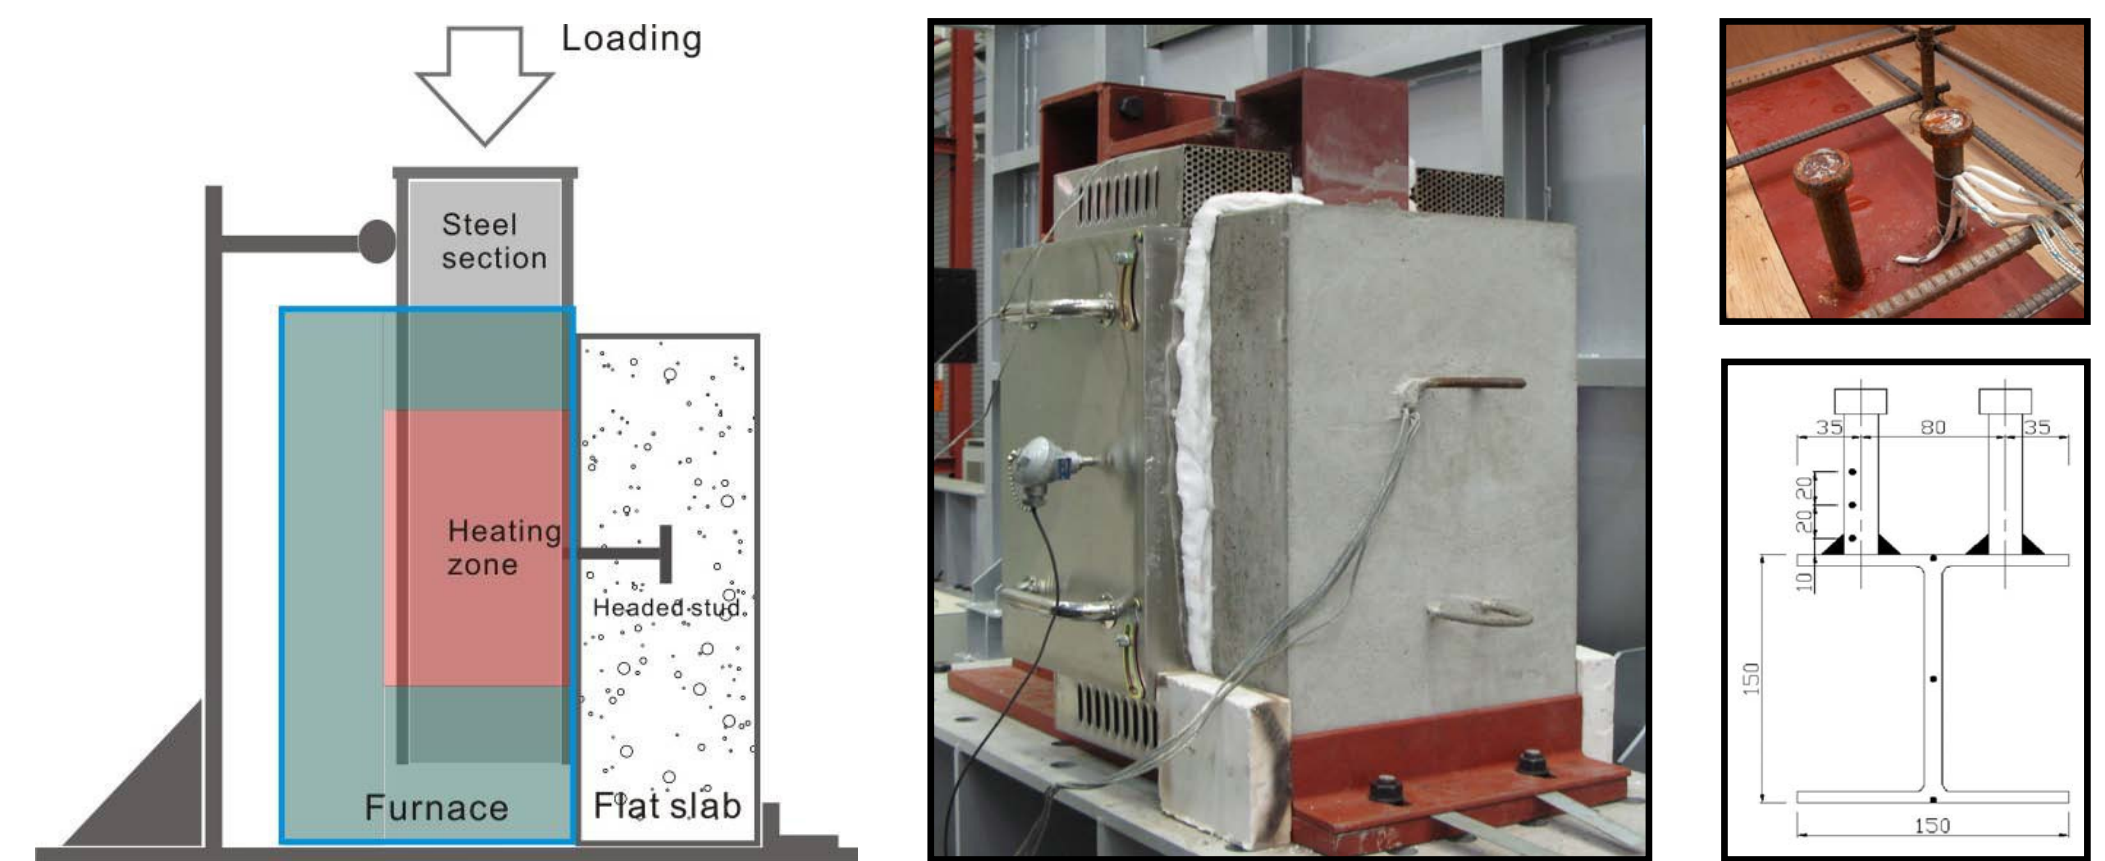 Loading
Steel
section
Heating
zone
Headed stud
Furnace
Flat slab
35
80
35
20
20
10
150
150